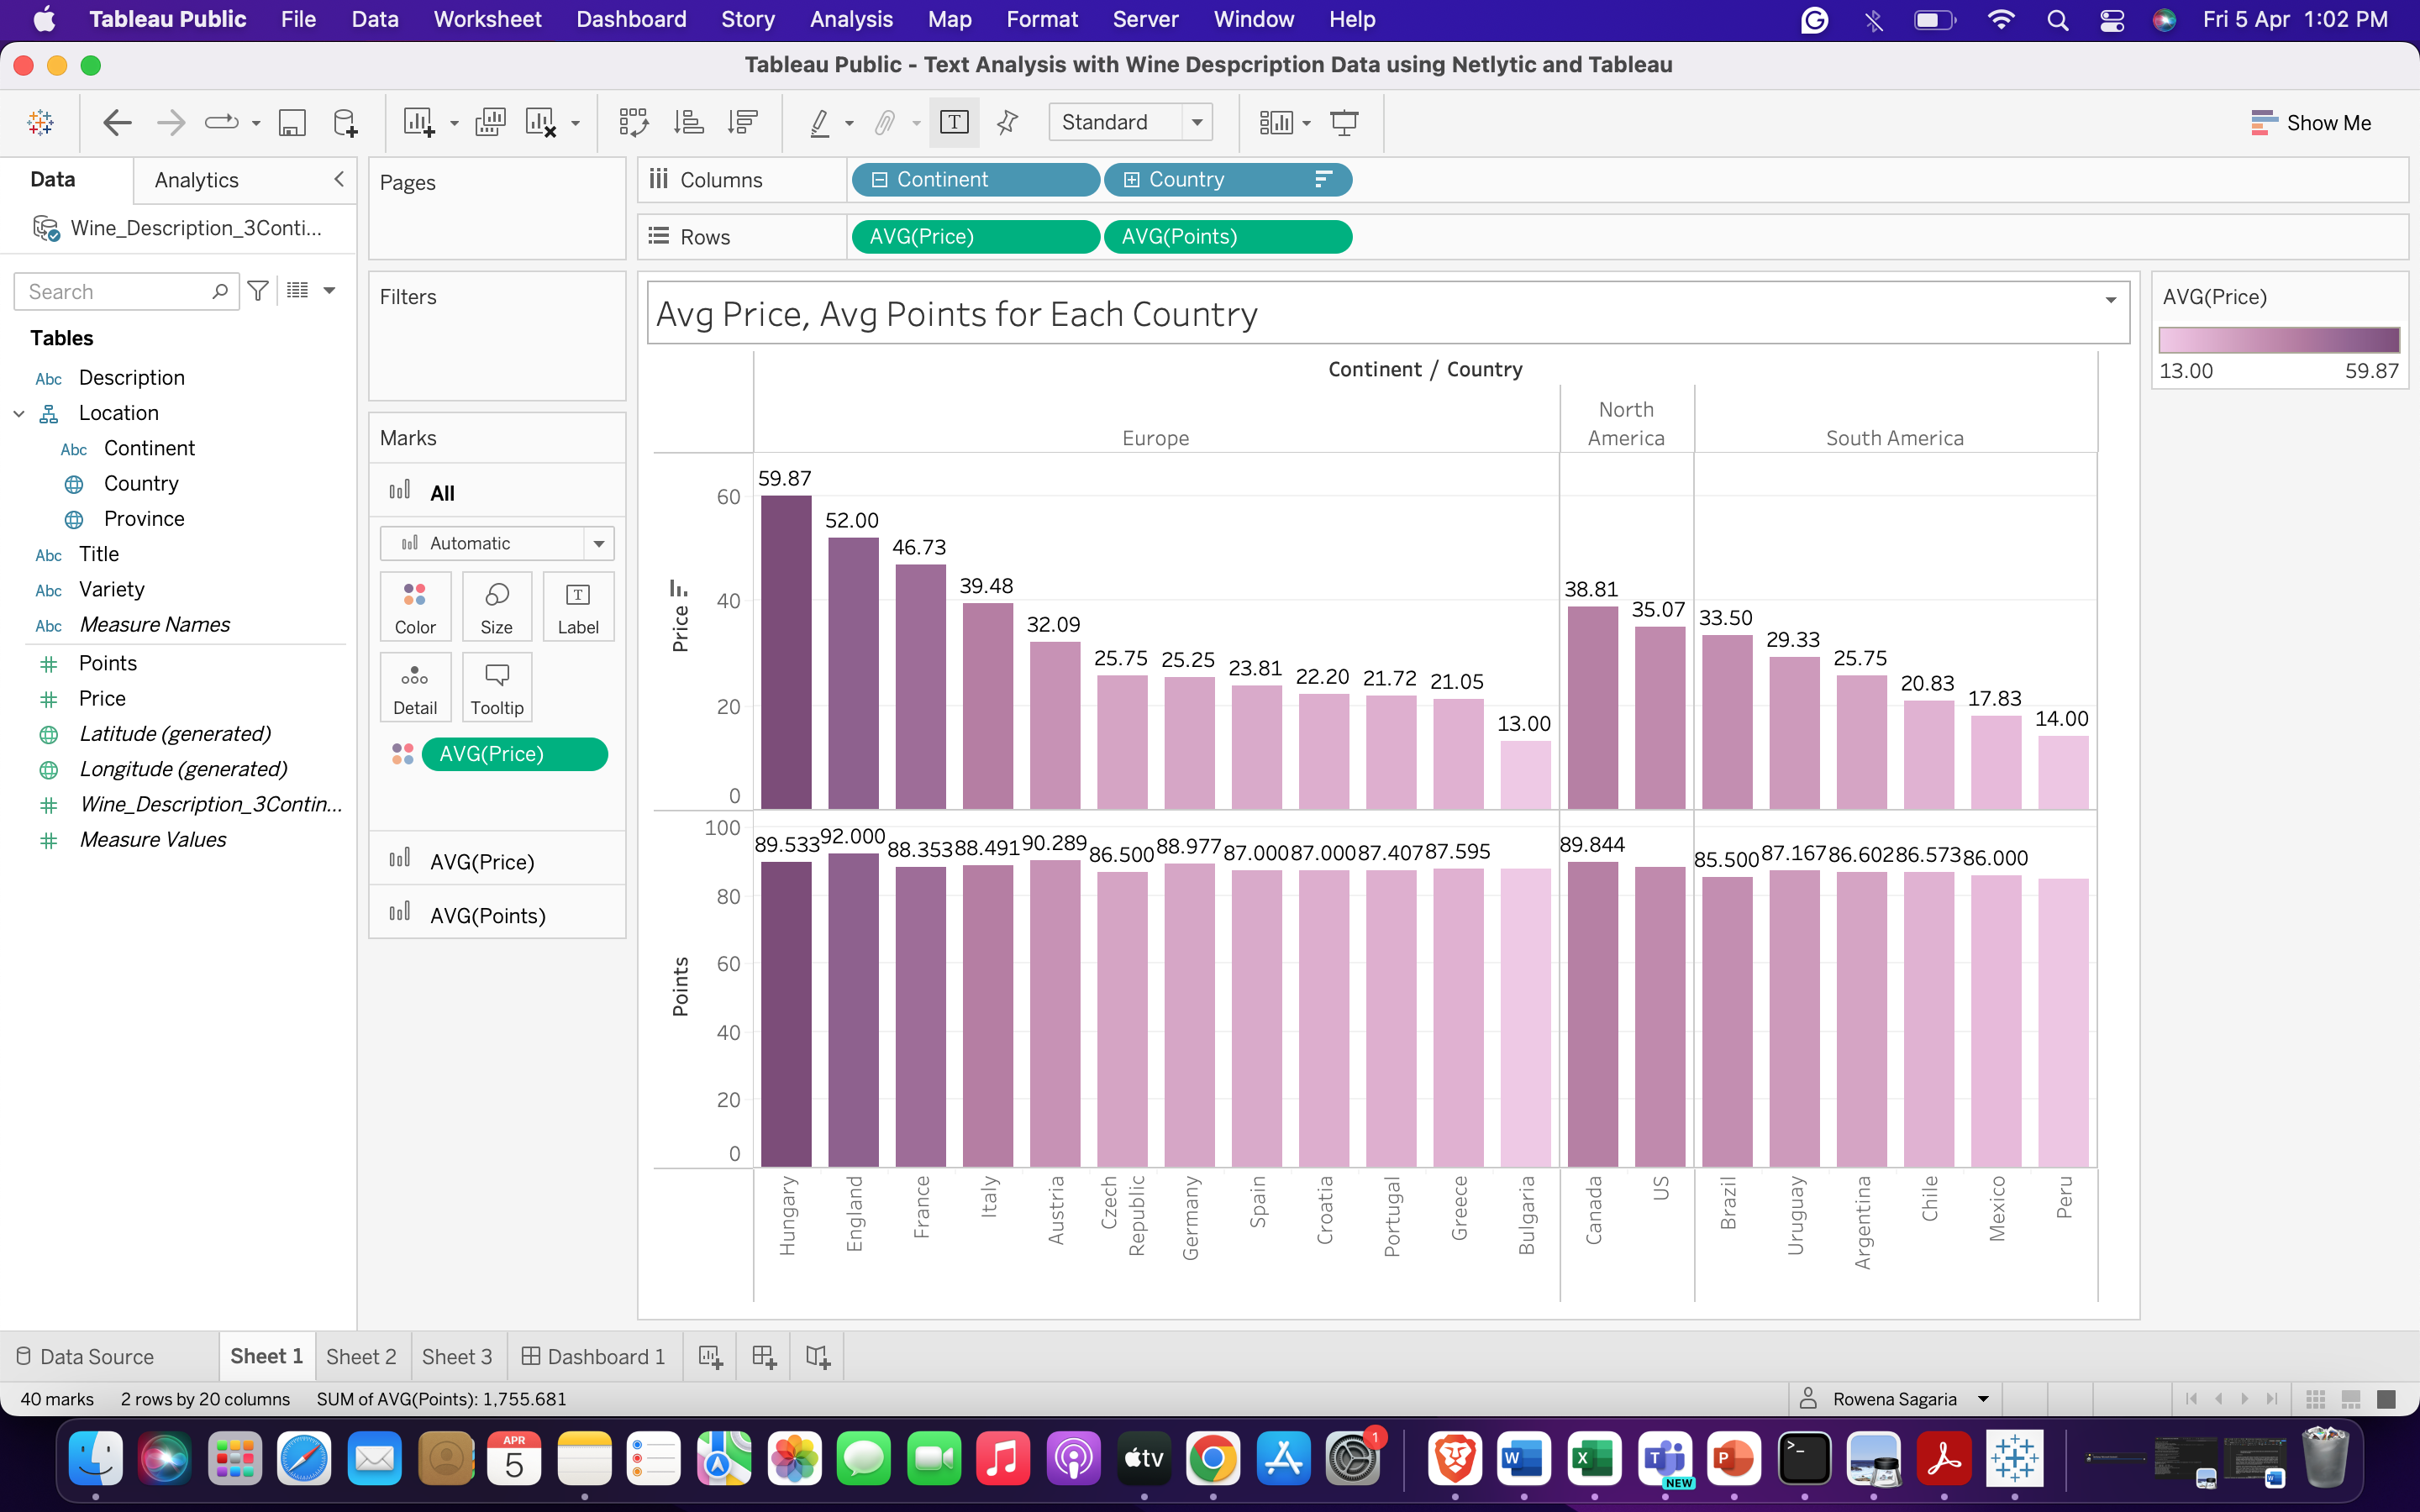 Tableau Public File Data Worksheet Dashboard Story Analysis Map Format Server Window Help Fri 5 Apr 1:02 PM
Tableau Public - Text Analysis with Wine Despcription Data using Netlytic and Tableau
Standard
Show Me
Data
Analytics
Wine_Description_3Conti...
Search
Tables
Abc Description
Location
Abc Continent
Country
Province
Abc Title
Abc Variety
Abc Measure Names
Points
Price
Latitude (generated)
Longitude (generated)
Wine_Description_3Contin...
Measure Values
Pages
Filters
Marks
All
Automatic
Color Size Label
Detail Tooltip
AVG(Price)
AVG(Price)
AVG(Points)
Columns Continent Country
Rows AVG(Price) AVG(Points)
Avg Price, Avg Points for Each Country
Continent / Country
Europe
North
America
South America
Price
60
40
20
0
59.87
52.00
46.73
39.48
32.09
25.75
25.25
23.81
22.20
21.72
21.05
13.00
38.81
35.07
33.50
29.33
25.75
20.83
17.83
14.00
Points
100
80
60
40
20
0
89.533
92.000
88.353
88.491
90.289
86.500
88.977
87.000
87.000
87.407
87.595
89.844
85.500
87.167
86.602
86.573
86.000
Hungary
England
France
Italy
Austria
Czech
Republic
Germany
Spain
Croatia
Portugal
Greece
Bulgaria
Canada
US
Brazil
Uruguay
Argentina
Chile
Mexico
Peru
AVG(Price)
13.00 59.87
Data Source Sheet 1 Sheet 2 Sheet 3 Dashboard 1
40 marks 2 rows by 20 columns SUM of AVG(Points): 1,755.681
Rowena Sagaria
APR
5
tv
1
W
X
T
NEW
P